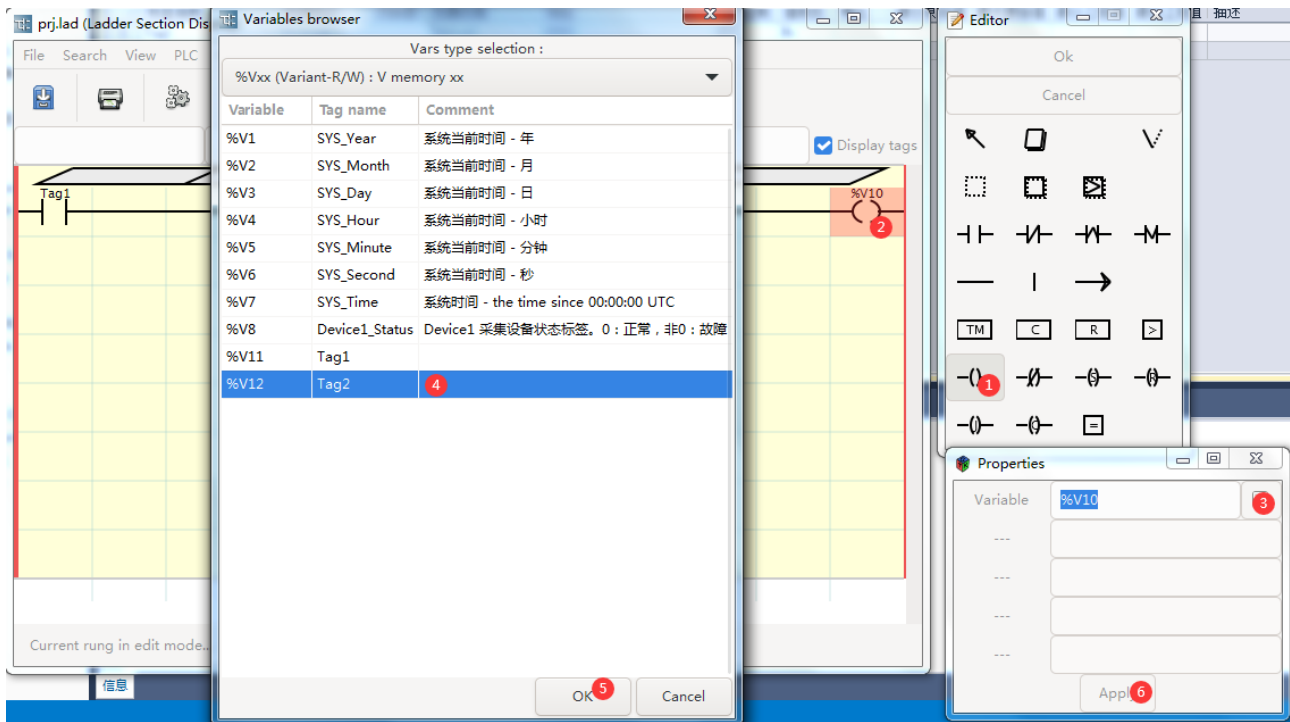 prj.lad (Ladder Section Dis
File Search View PLC
Display tags
Tag1
%V10
2
Current rung in edit mode..
信息
Variables browser
Vars type selection :
%Vxx (Variant-R/W) : V memory xx
Variable Tag name Comment
%V1 SYS_Year 系统当前时间 - 年
%V2 SYS_Month 系统当前时间 - 月
%V3 SYS_Day 系统当前时间 - 日
%V4 SYS_Hour 系统当前时间 - 小时
%V5 SYS_Minute 系统当前时间 - 分钟
%V6 SYS_Second 系统当前时间 - 秒
%V7 SYS_Time 系统时间 - the time since 00:00:00 UTC
%V8 Device1_Status Device1 采集设备状态标签。0：正常，非0：故障
%V11 Tag1
%V12 Tag2 4
OK 5 Cancel
值 描述
Editor
Ok
Cancel
TM C R >
1
S R
J C =
Properties
Variable %V10 3
---
---
---
---
Apply 6